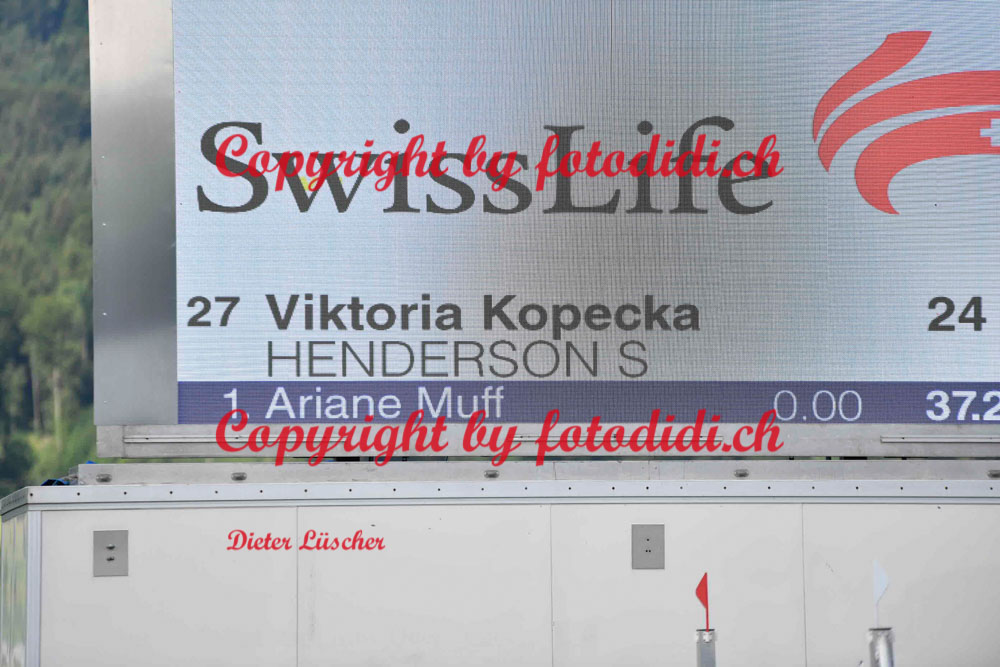 SwissLife
Copyright by fotodidi.ch
27 Viktoria Kopecka 24
HENDERSON S
1 Ariane Muff 0.00 37.2
Copyright by fotodidi.ch
Dieter Lüscher